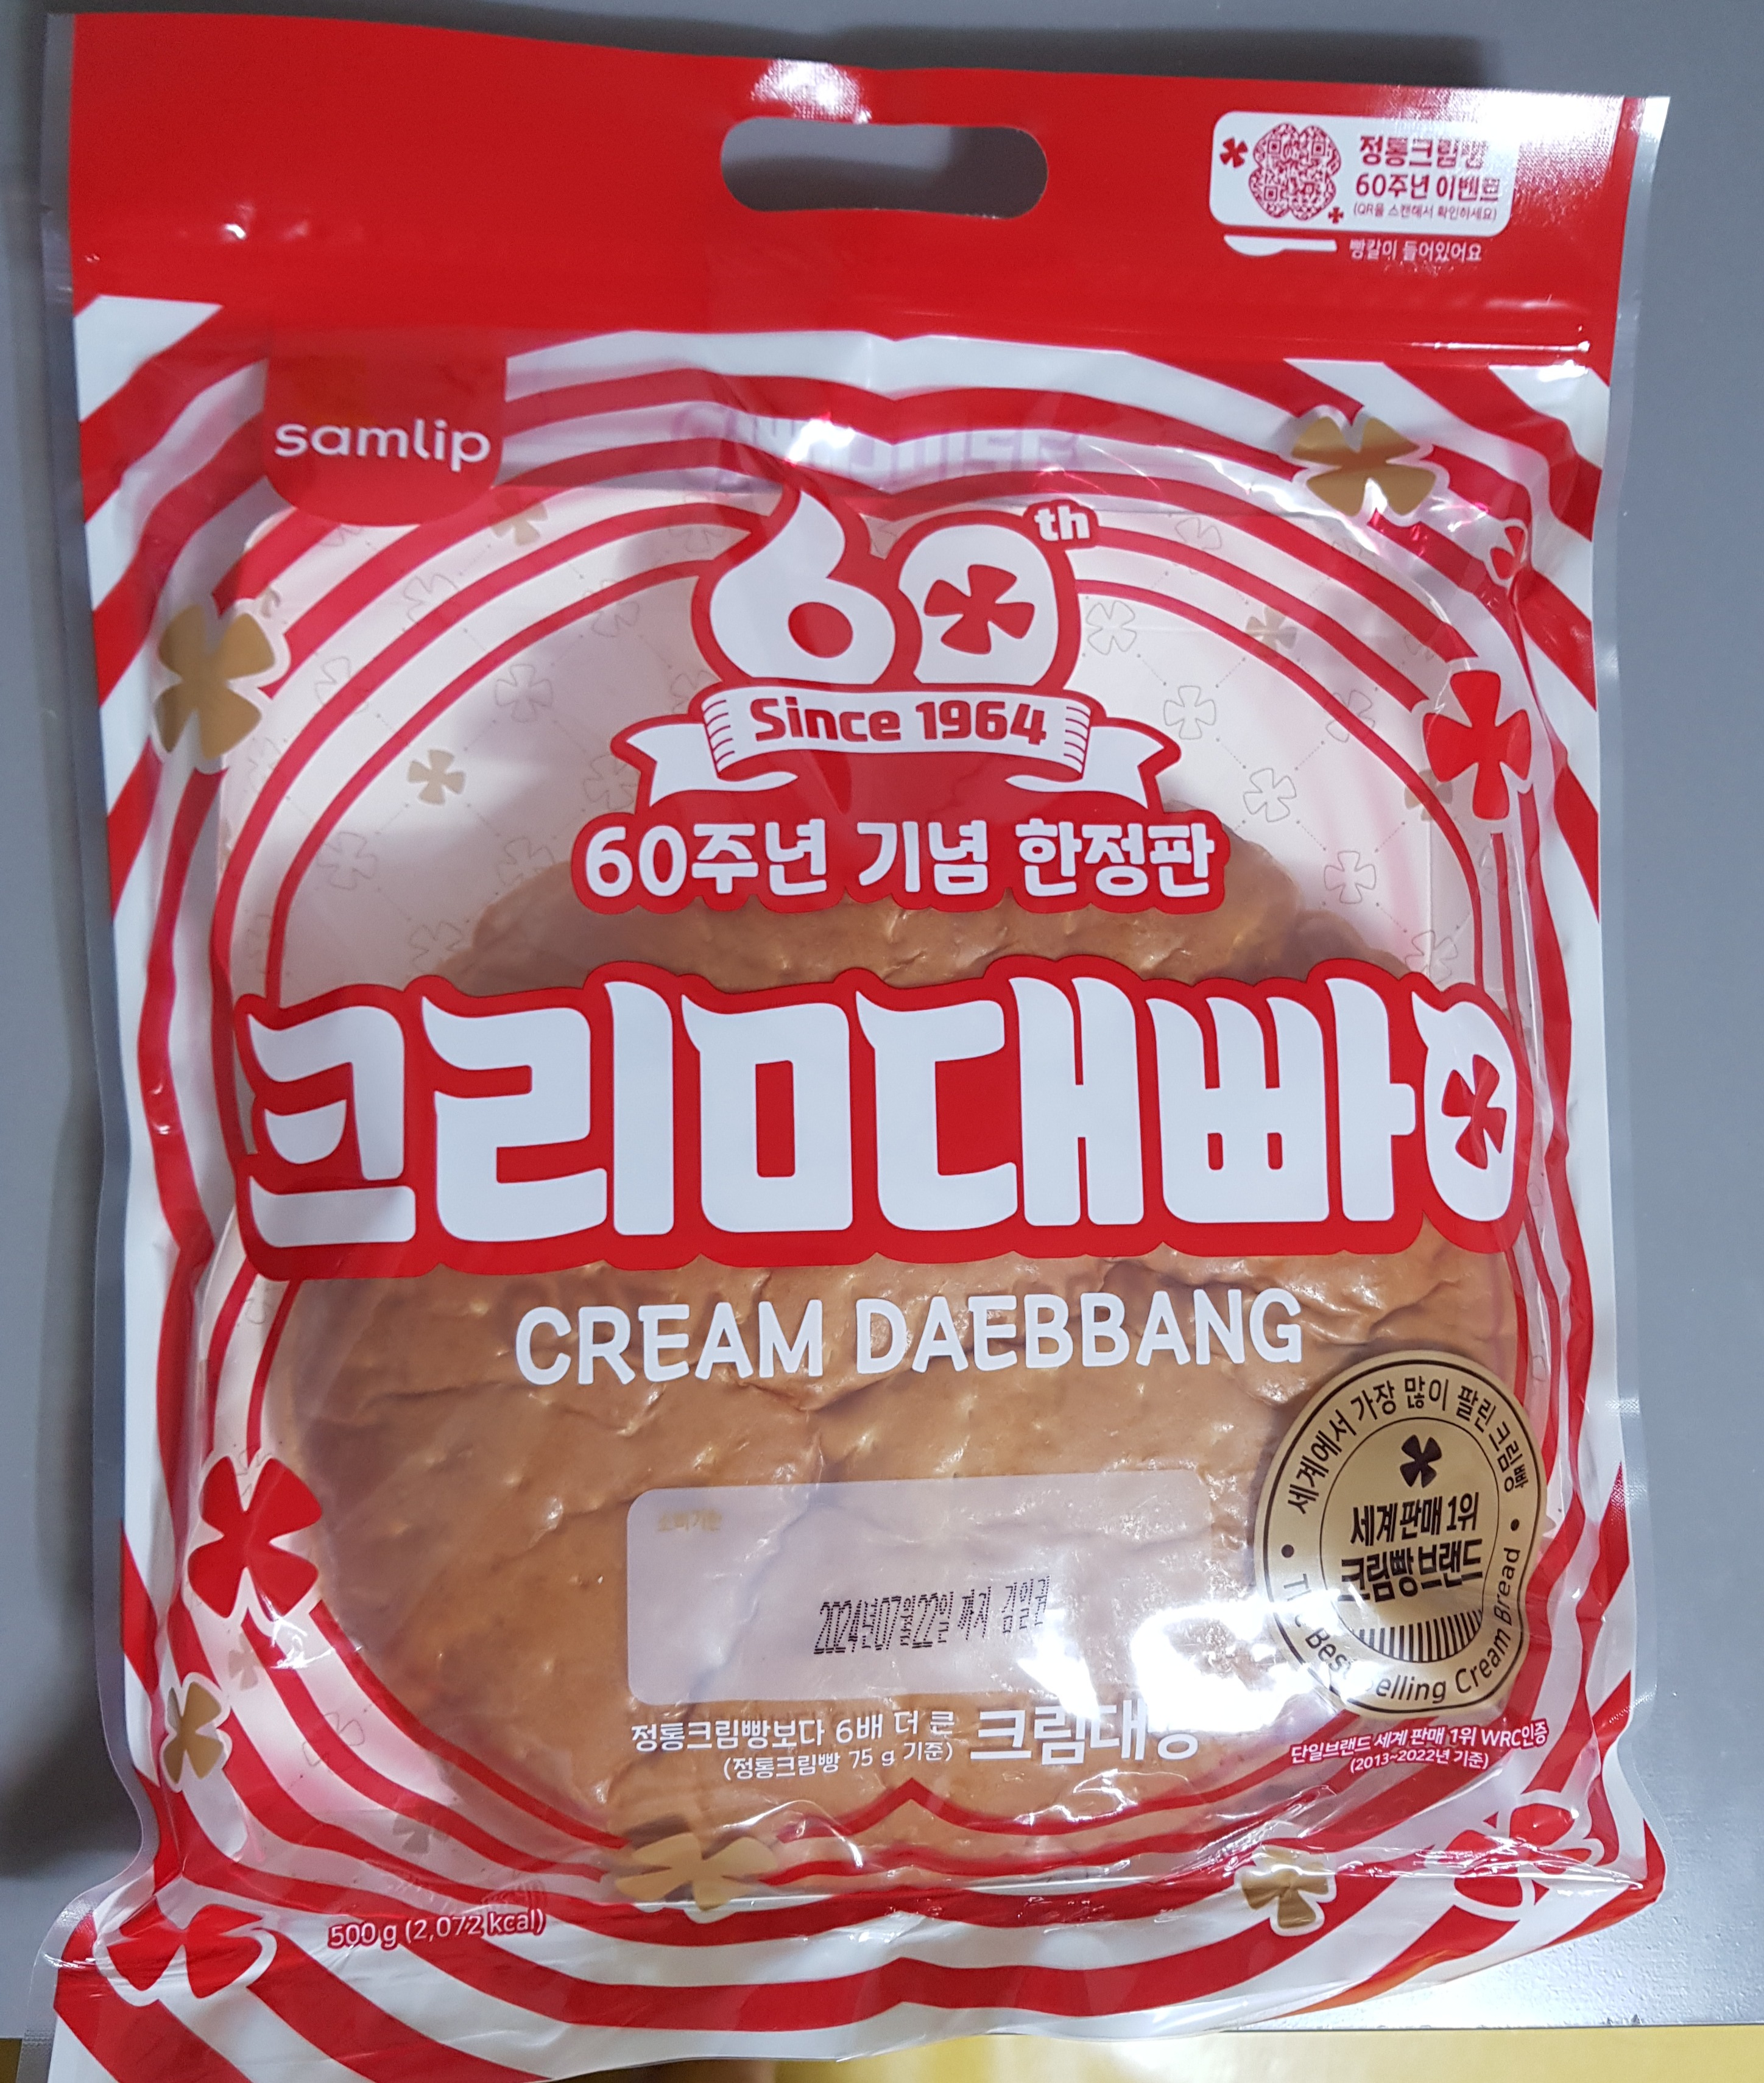 정통크림빵
60주년 이벤트
(QR을 스캔해서 확인하세요)
빵칼이 들어있어요
samlip
60th
Since 1964
60주년 기념 한정판
크리ㅁ대빠ㅇ
CREAM DAEBBANG
세계에서 가장 많이 팔린 크림빵
세계 판매 1위
크림빵 브랜드
Best Selling Cream Bread
소비기한
2024년07월22일 까지
정통크림빵보다 6배 더 큰 크림대빵
(정통크림빵 75 g 기준)
단일브랜드 세계 판매 1위 WRC인증
(2013~2022년 기준)
500 g (2,072 kcal)